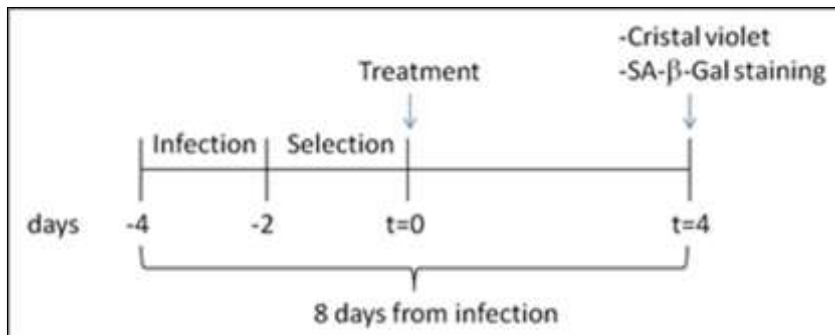 -Cristal violet
-SA-β-Gal staining
Treatment
Infection Selection
days -4 -2 t=0 t=4
8 days from infection